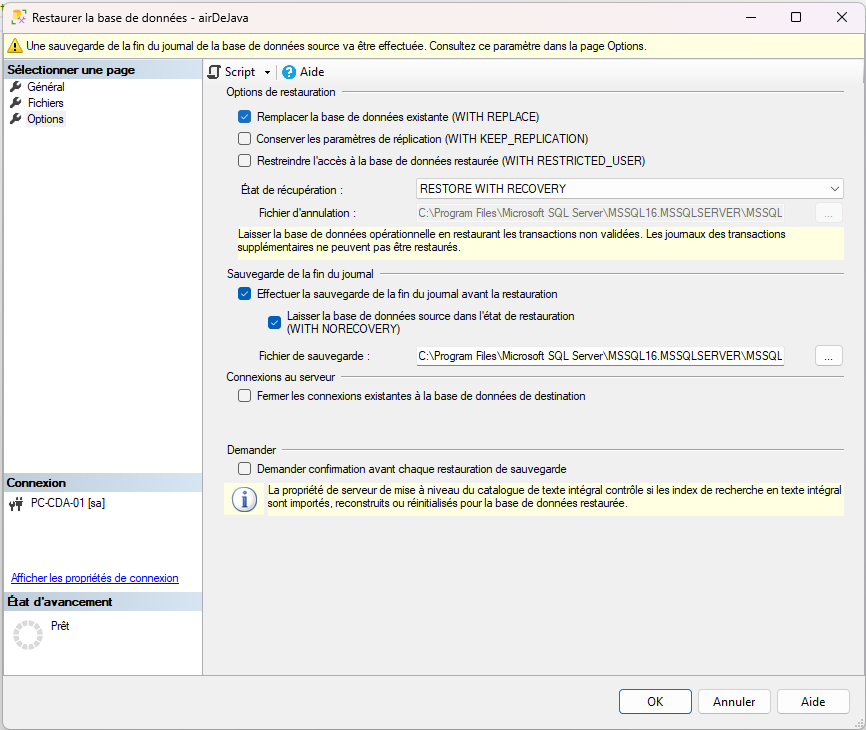 Restaurer la base de données - airDeJava
Une sauvegarde de la fin du journal de la base de données source va être effectuée. Consultez ce paramètre dans la page Options.
Sélectionner une page
Général
Fichiers
Options
Script
Aide
Options de restauration
Remplacer la base de données existante (WITH REPLACE)
Conserver les paramètres de réplication (WITH KEEP_REPLICATION)
Restreindre l'accès à la base de données restaurée (WITH RESTRICTED_USER)
État de récupération :
RESTORE WITH RECOVERY
Fichier d'annulation :
C:\Program Files\Microsoft SQL Server\MSSQL16.MSSQLSERVER\MSSQL
...
Laisser la base de données opérationnelle en restaurant les transactions non validées. Les journaux des transactions
supplémentaires ne peuvent pas être restaurés.
Sauvegarde de la fin du journal
Effectuer la sauvegarde de la fin du journal avant la restauration
Laisser la base de données source dans l'état de restauration
(WITH NORECOVERY)
Fichier de sauvegarde :
C:\Program Files\Microsoft SQL Server\MSSQL16.MSSQLSERVER\MSSQL
...
Connexions au serveur
Fermer les connexions existantes à la base de données de destination
Demander
Demander confirmation avant chaque restauration de sauvegarde
La propriété de serveur de mise à niveau du catalogue de texte intégral contrôle si les index de recherche en texte intégral
sont importés, reconstruits ou réinitialisés pour la base de données restaurée.
Connexion
PC-CDA-01 [sa]
Afficher les propriétés de connexion
État d'avancement
Prêt
OK
Annuler
Aide